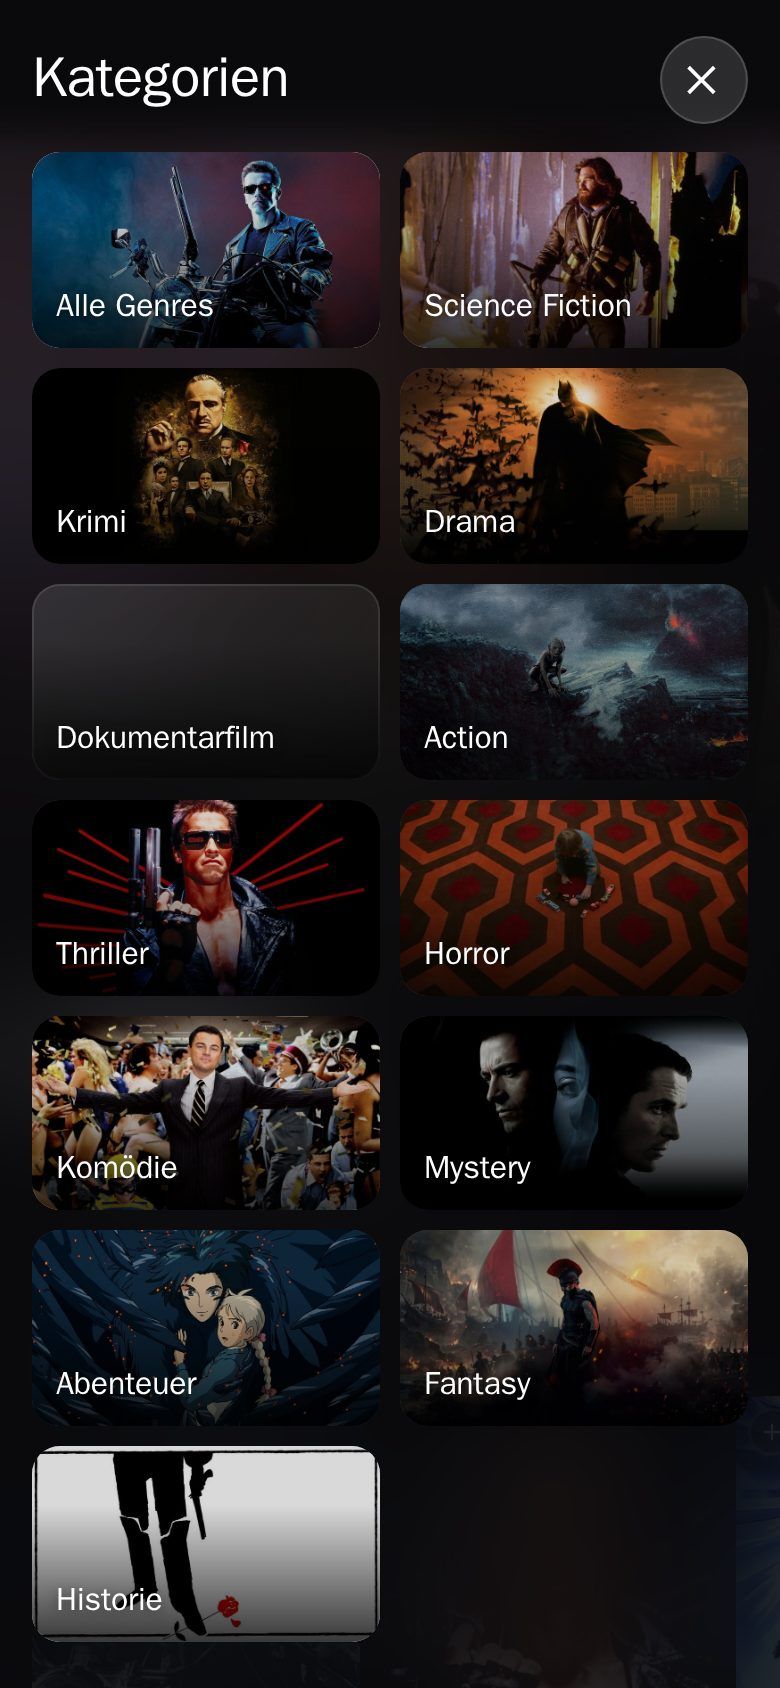 Kategorien
Alle Genres
Science Fiction
Krimi
Drama
Dokumentarfilm
Action
Thriller
Horror
Komödie
Mystery
Abenteuer
Fantasy
Historie